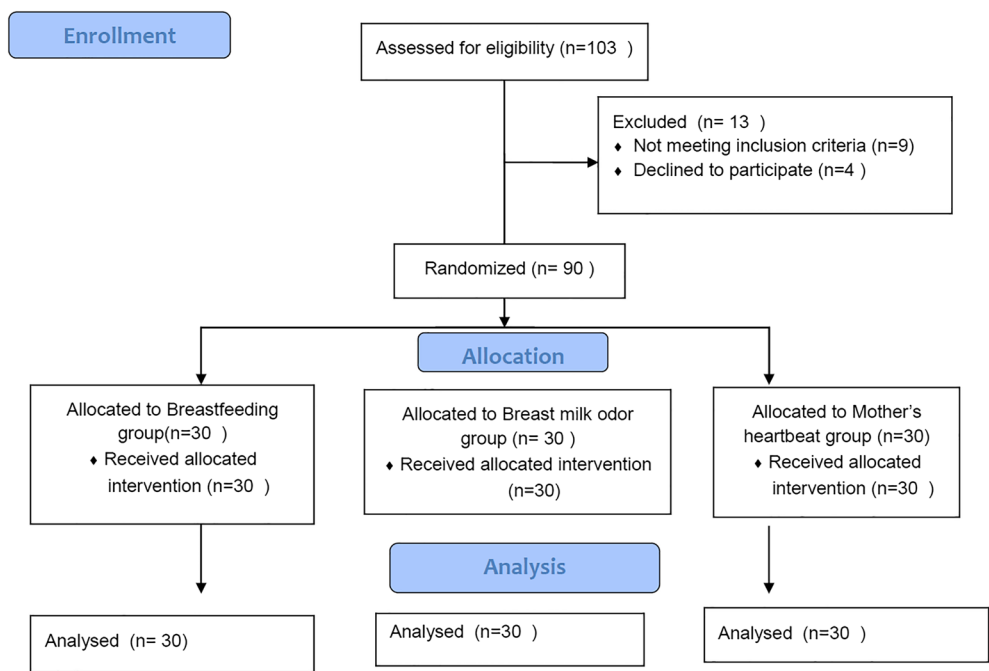 Enrollment
Assessed for eligibility (n=103 )
Excluded (n= 13 )
♦ Not meeting inclusion criteria (n=9)
♦ Declined to participate (n=4 )
Randomized (n= 90 )
Allocation
Allocated to Breastfeeding
group(n=30 )
♦ Received allocated
intervention (n=30 )
Allocated to Breast milk odor
group (n= 30 )
♦ Received allocated intervention
(n=30)
Allocated to Mother's
heartbeat group (n=30)
♦ Received allocated
intervention (n=30 )
Analysis
Analysed (n= 30)
Analysed (n=30 )
Analysed (n=30 )